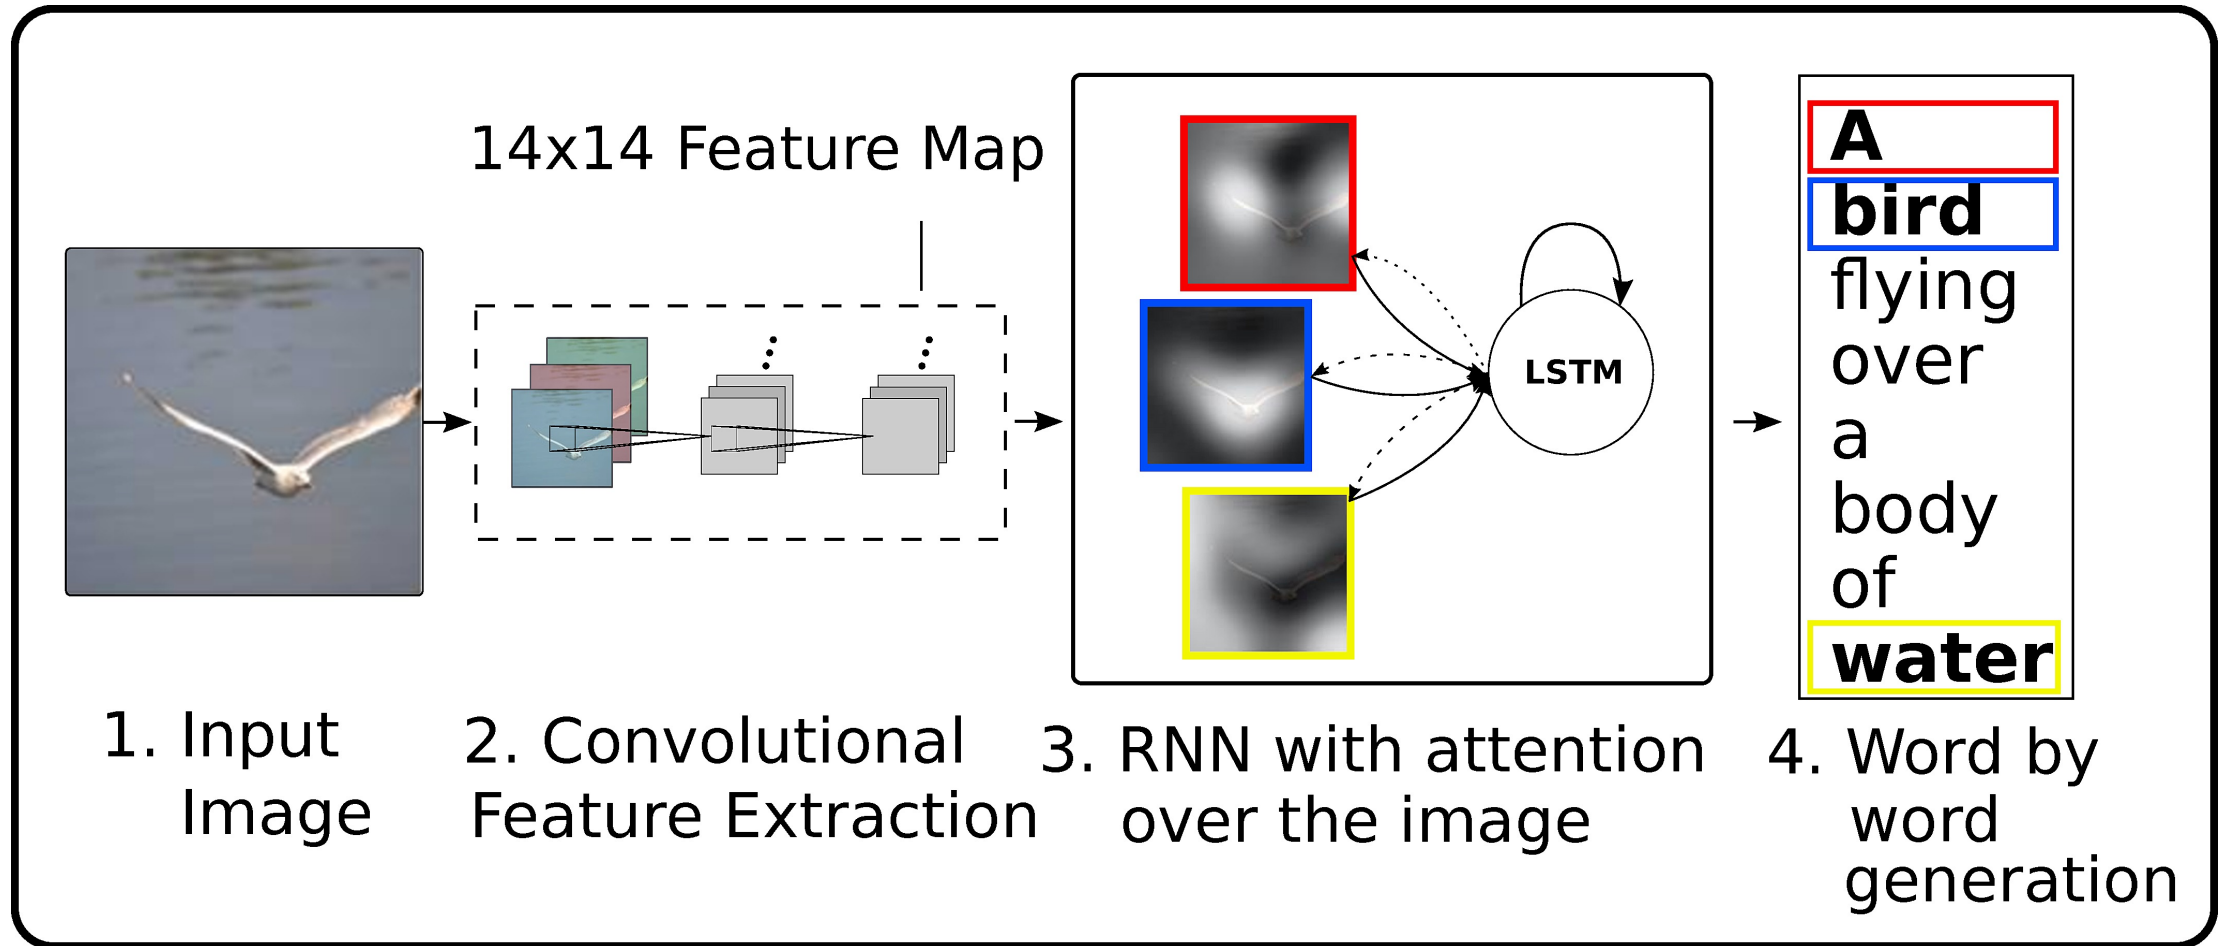 14x14 Feature Map
LSTM
A
bird
flying
over
a
body
of
water
1. Input
Image
2. Convolutional
Feature Extraction
3. RNN with attention
over the image
4. Word by
word
generation